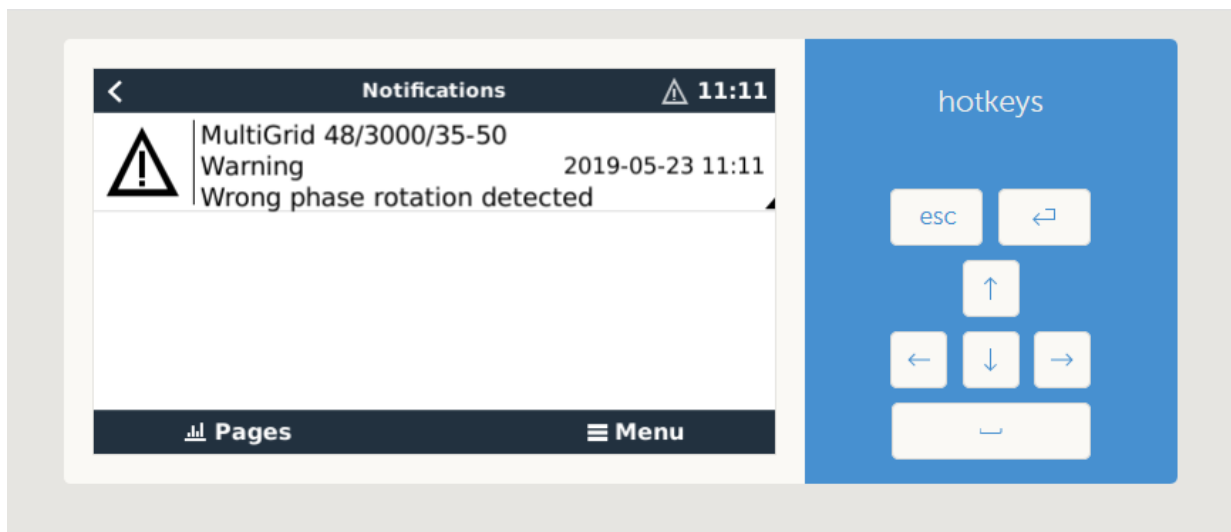 Notifications 11:11
MultiGrid 48/3000/35-50
Warning 2019-05-23 11:11
Wrong phase rotation detected
Pages Menu
hotkeys
esc